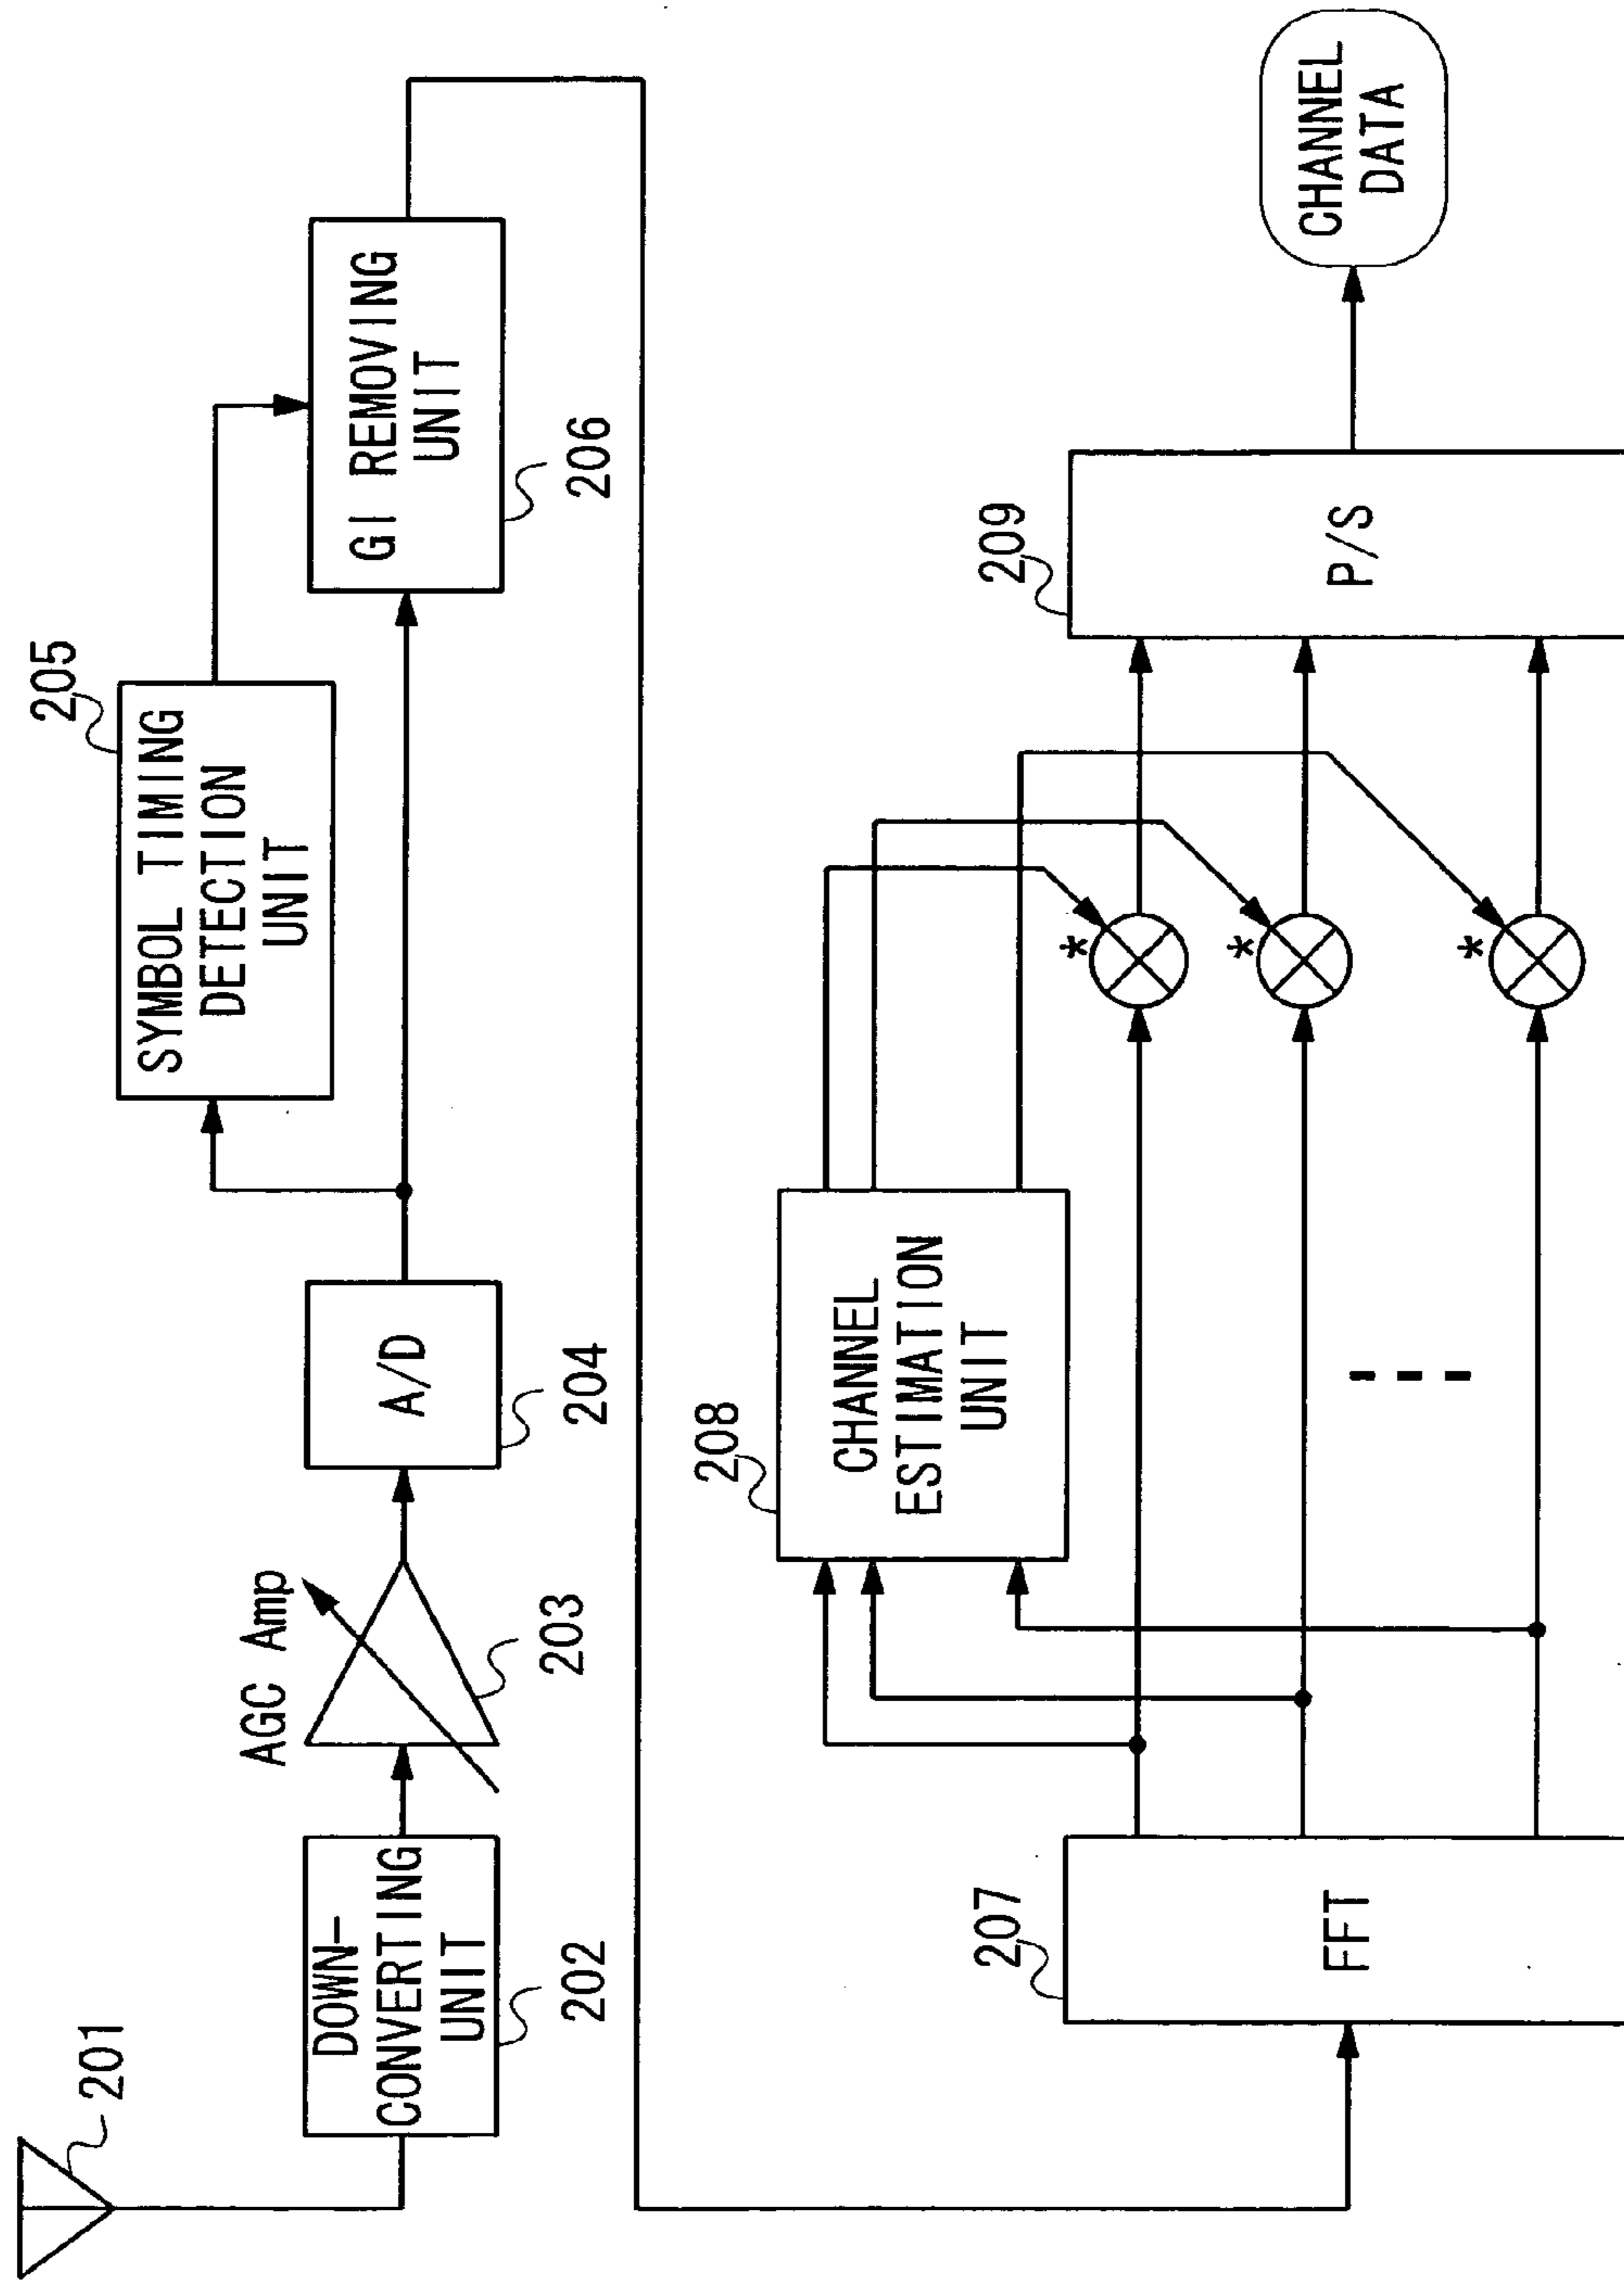 201
DOWN-
CONVERTING
UNIT
202
AGC Amp
203
A/D
204
205
SYMBOL TIMING
DETECTION
UNIT
GI REMOVING
UNIT
206
207
FFT
208
CHANNEL
ESTIMATION
UNIT
*
*
*
209
P/S
CHANNEL
DATA